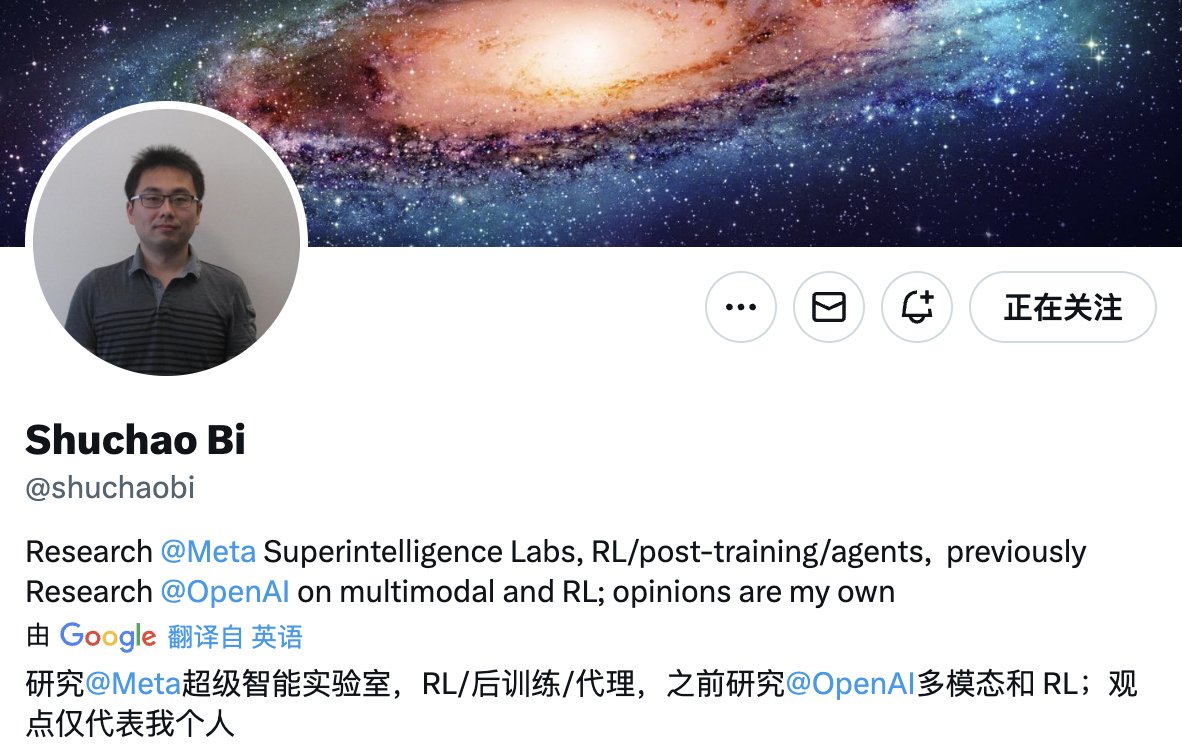 正在关注
Shuchao Bi
@shuchaobi
Research @Meta Superintelligence Labs, RL/post-training/agents,  previously
Research @OpenAI on multimodal and RL; opinions are my own
由 Google 翻译自 英语
研究@Meta超级智能实验室，RL/后训练/代理，之前研究@OpenAI多模态和 RL；观
点仅代表我个人